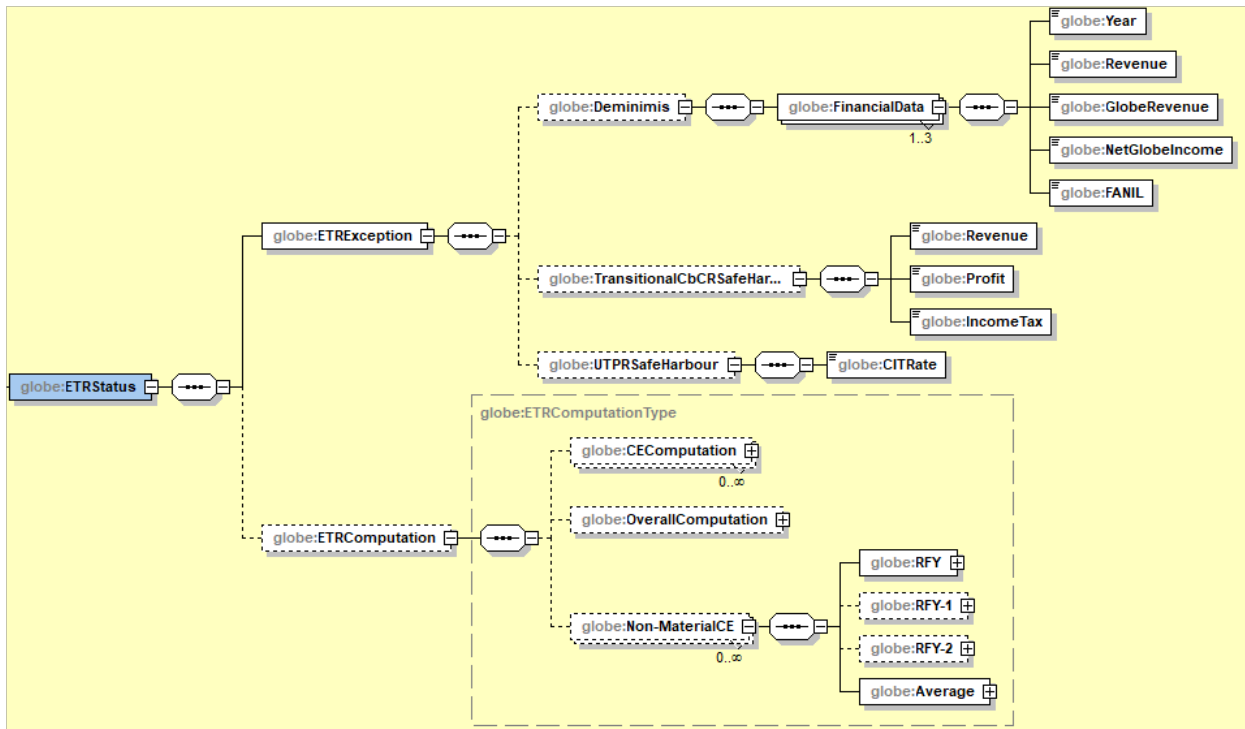 globe:Year
globe:Revenue
globe:Deminimis
globe:FinancialData
globe:GlobeRevenue
1..3
globe:NetGlobeIncome
globe:FANIL
globe:ETRException
globe:Revenue
globe:TransitionalCbCRSafeHar...
globe:Profit
globe:IncomeTax
globe:UTPRSafeHarbour
globe:CITRate
globe:ETRStatus
globe:ETRComputationType
globe:CEComputation
0..∞
globe:OverallComputation
globe:ETRComputation
globe:RFY
globe:RFY-1
globe:Non-MaterialCE
0..∞
globe:RFY-2
globe:Average